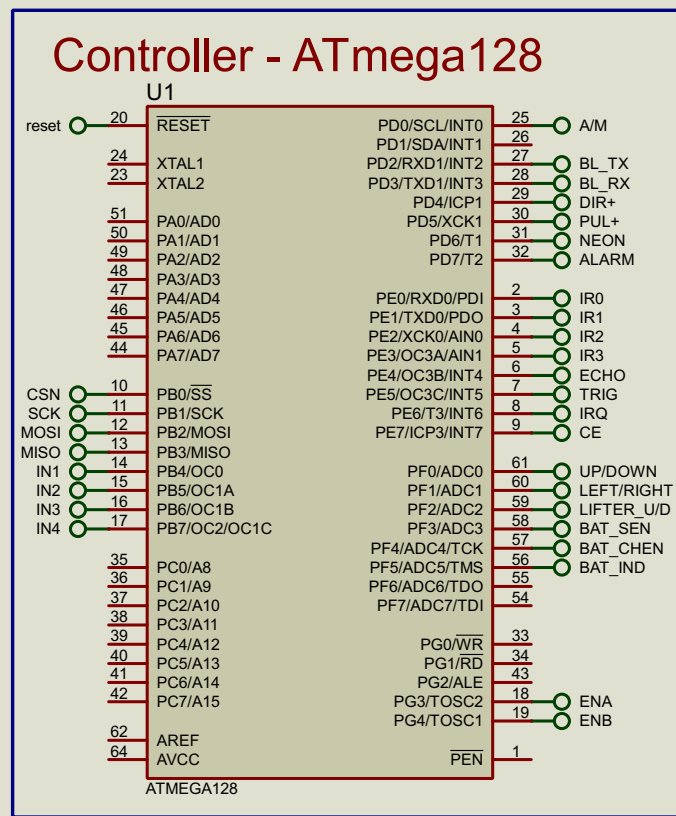 Controller - ATmega128
U1
reset 20 RESET PD0/SCL/INT0 25 A/M
PD1/SDA/INT1 26
24 XTAL1 PD2/RXD1/INT2 27 BL_TX
23 XTAL2 PD3/TXD1/INT3 28 BL_RX
PD4/ICP1 29 DIR+
51 PA0/AD0 PD5/XCK1 30 PUL+
50 PA1/AD1 PD6/T1 31 NEON
49 PA2/AD2 PD7/T2 32 ALARM
48 PA3/AD3
47 PA4/AD4 PE0/RXD0/PDI 2 IR0
46 PA5/AD5 PE1/TXD0/PDO 3 IR1
45 PA6/AD6 PE2/XCK0/AIN0 4 IR2
44 PA7/AD7 PE3/OC3A/AIN1 5 IR3
PE4/OC3B/INT4 6 ECHO
CSN 10 PB0/SS PE5/OC3C/INT5 7 TRIG
SCK 11 PB1/SCK PE6/T3/INT6 8 IRQ
MOSI 12 PB2/MOSI PE7/ICP3/INT7 9 CE
MISO 13 PB3/MISO
IN1 14 PB4/OC0 PF0/ADC0 61 UP/DOWN
IN2 15 PB5/OC1A PF1/ADC1 60 LEFT/RIGHT
IN3 16 PB6/OC1B PF2/ADC2 59 LIFTER_U/D
IN4 17 PB7/OC2/OC1C PF3/ADC3 58 BAT_SEN
PF4/ADC4/TCK 57 BAT_CHEN
35 PC0/A8 PF5/ADC5/TMS 56 BAT_IND
36 PC1/A9 PF6/ADC6/TDO 55
37 PC2/A10 PF7/ADC7/TDI 54
38 PC3/A11
39 PC4/A12 PG0/WR 33
40 PC5/A13 PG1/RD 34
41 PC6/A14 PG2/ALE 43
42 PC7/A15 PG3/TOSC2 18 ENA
PG4/TOSC1 19 ENB
62 AREF
64 AVCC PEN 1
ATMEGA128